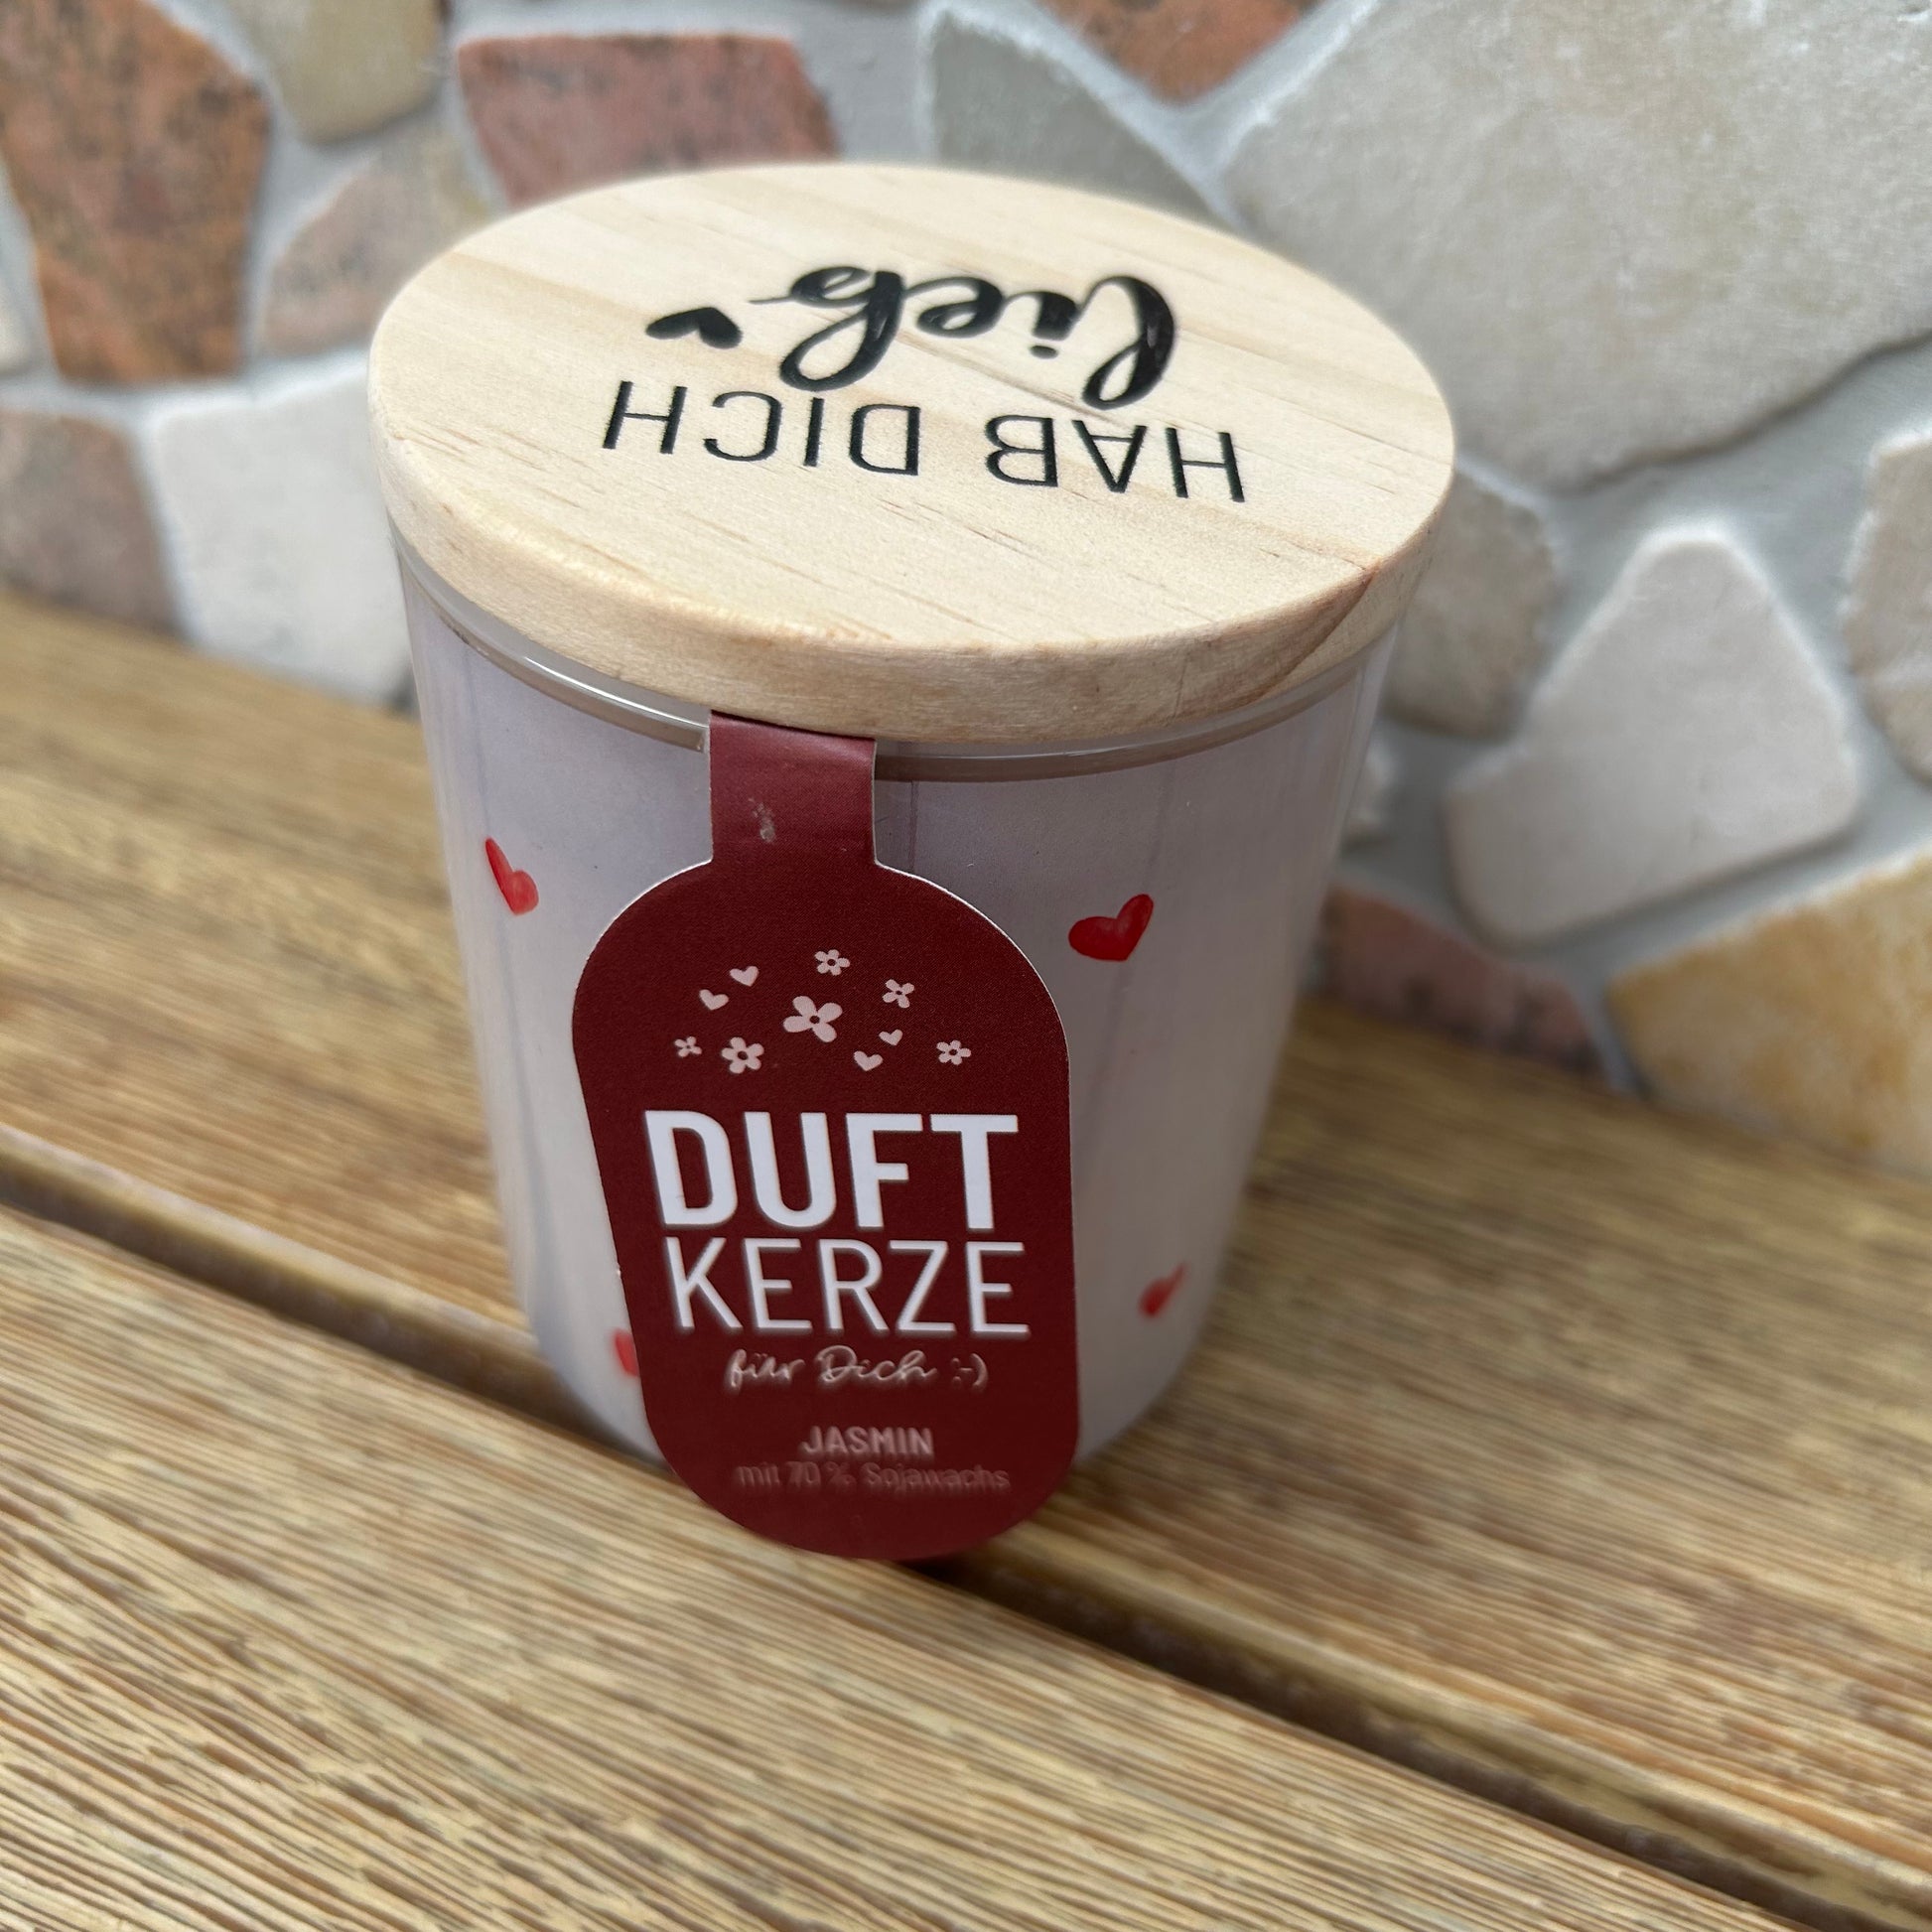 HAB DICH
lieb
DUFT
KERZE
für Dich :-)
JASMIN
mit 70 % Sojawachs